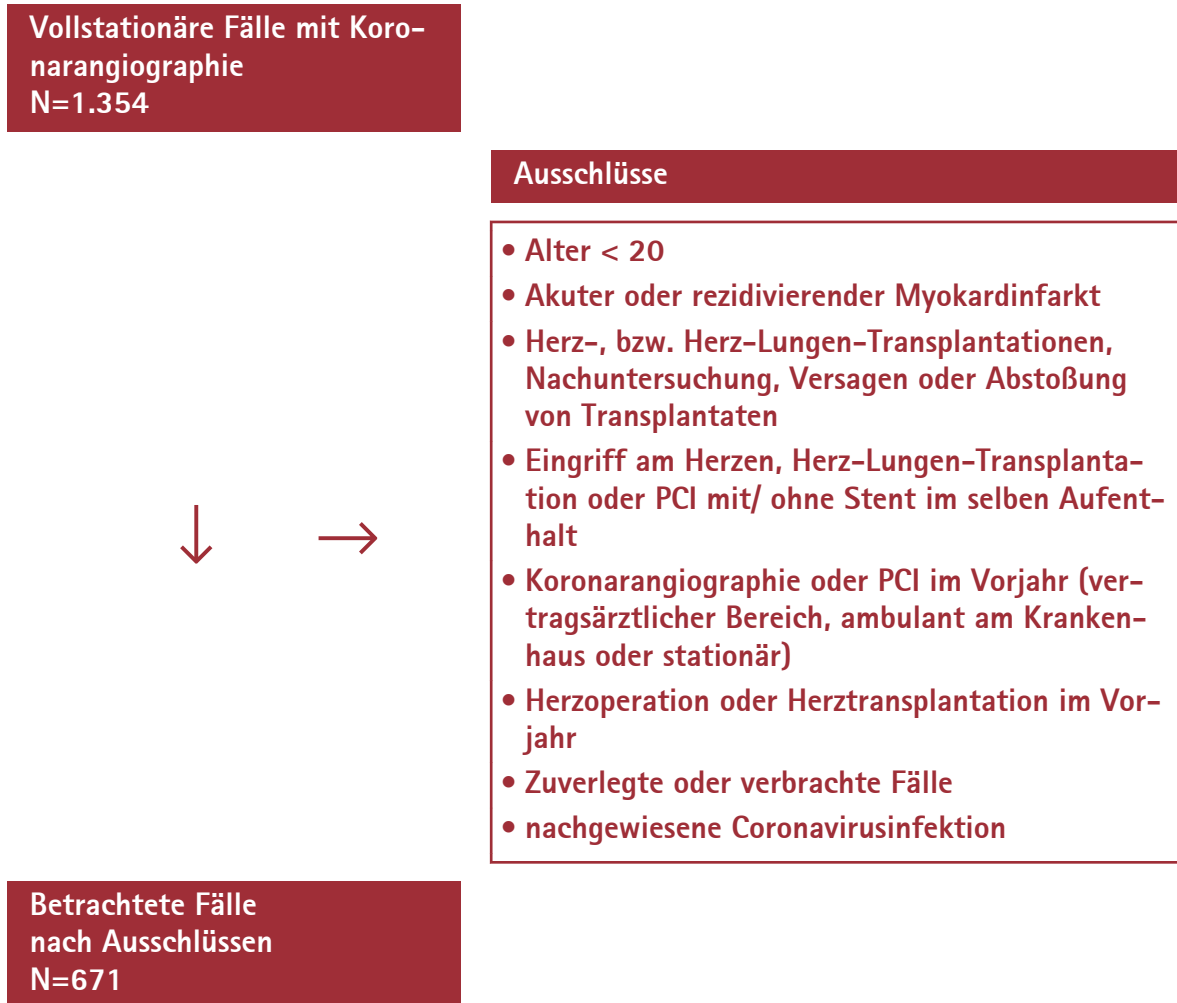 Vollstationäre Fälle mit Koro-
narangiographie
N=1.354
Ausschlüsse
• Alter < 20
• Akuter oder rezidivierender Myokardinfarkt
• Herz-, bzw. Herz-Lungen-Transplantationen,
Nachuntersuchung, Versagen oder Abstoßung
von Transplantaten
• Eingriff am Herzen, Herz-Lungen-Transplanta-
tion oder PCI mit/ ohne Stent im selben Aufent-
halt
• Koronarangiographie oder PCI im Vorjahr (ver-
tragsärztlicher Bereich, ambulant am Kranken-
haus oder stationär)
• Herzoperation oder Herztransplantation im Vor-
jahr
• Zuverlegte oder verbrachte Fälle
• nachgewiesene Coronavirusinfektion
Betrachtete Fälle
nach Ausschlüssen
N=671